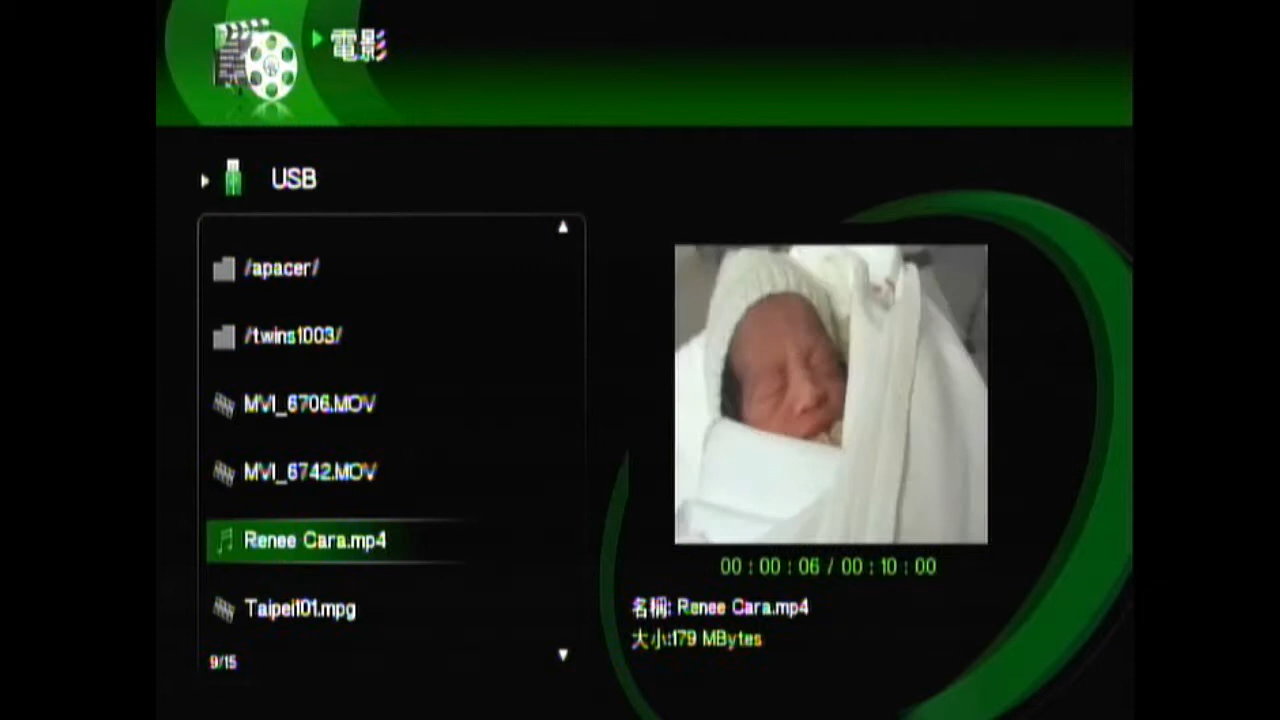 電影
USB
/apacer/
/twins1003/
MVI_6706.MOV
MVI_6742.MOV
Renee Cara.mp4
Taipei101.mpg
9/15
00 : 00 : 06 / 00 : 10 : 00
名稱: Renee Cara.mp4
大小:179 MBytes